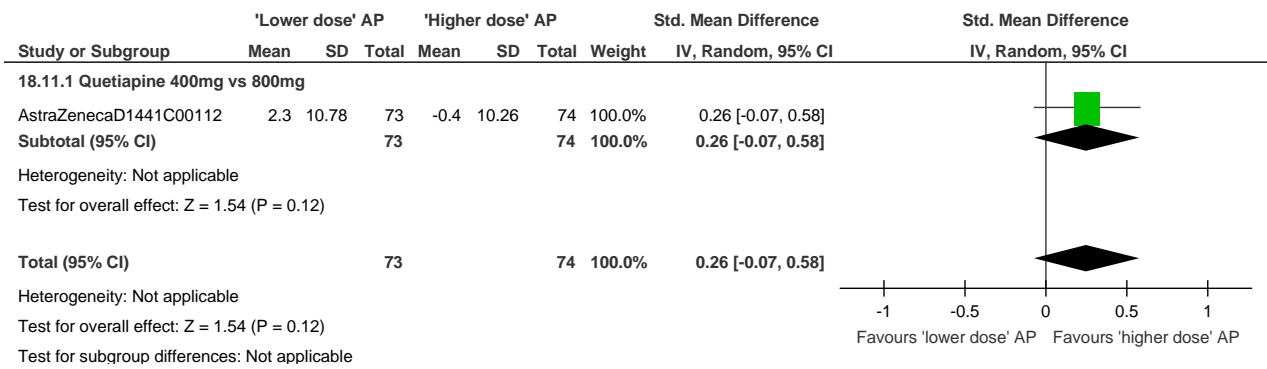 'Lower dose' AP 'Higher dose' AP Std. Mean Difference Std. Mean Difference
Study or Subgroup Mean SD Total Mean SD Total Weight IV, Random, 95% CI IV, Random, 95% CI
18.11.1 Quetiapine 400mg vs 800mg
AstraZenecaD1441C00112 2.3 10.78 73 -0.4 10.26 74 100.0% 0.26 [-0.07, 0.58]
Subtotal (95% CI) 73 74 100.0% 0.26 [-0.07, 0.58]
Heterogeneity: Not applicable
Test for overall effect: Z = 1.54 (P = 0.12)
Total (95% CI) 73 74 100.0% 0.26 [-0.07, 0.58]
Heterogeneity: Not applicable
Test for overall effect: Z = 1.54 (P = 0.12)
Test for subgroup differences: Not applicable
-1 -0.5 0 0.5 1
Favours 'lower dose' AP Favours 'higher dose' AP